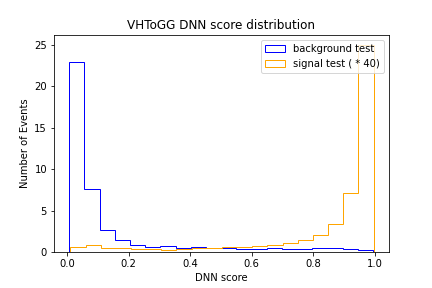 VHToGG DNN score distribution
background test
signal test ( * 40)
Number of Events
25
20
15
10
5
0
0.0 0.2 0.4 0.6 0.8 1.0
DNN score